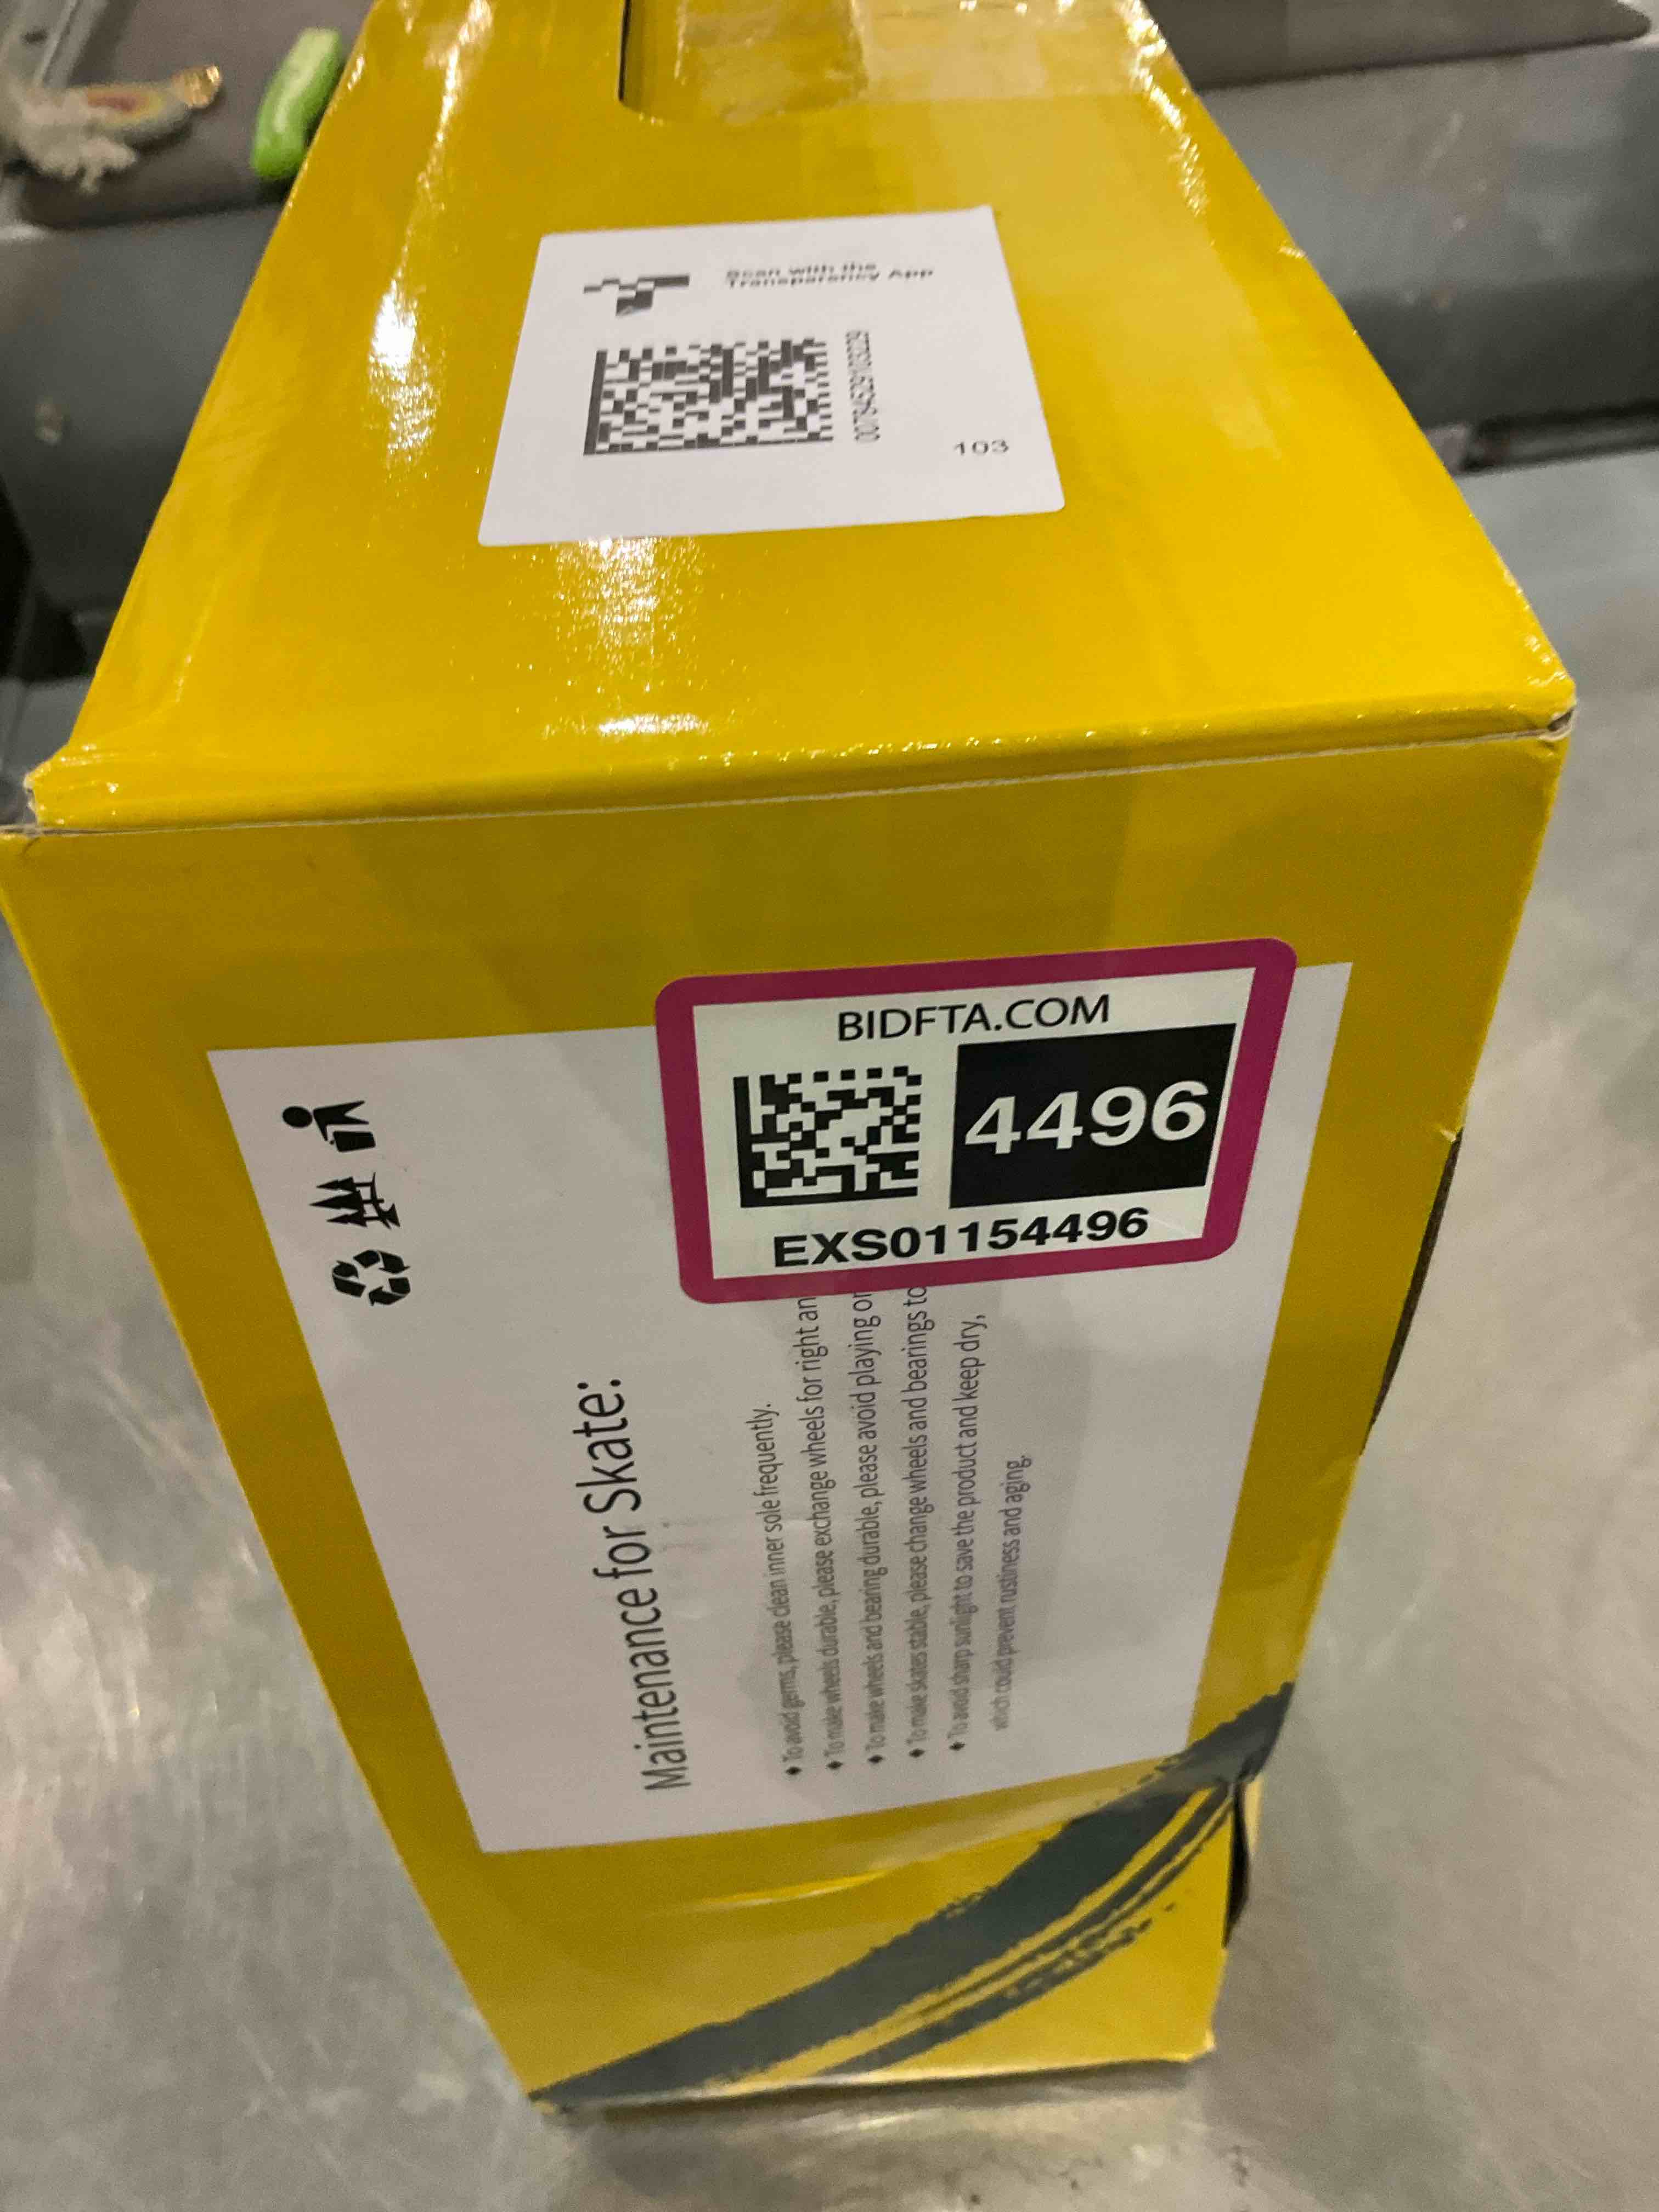 Scan with the
Transparency App
103
BIDFTA.COM
4496
EXS01154496
Maintenance for Skate:
♦ To avoid germs, please clean inner sole frequently.
♦ To make wheels durable, please exchange wheels for right an
♦ To make wheels and bearing durable, please avoid playing or
♦ To make skates stable, please change wheels and bearings to
♦ To avoid sharp sunlight to save the product and keep dry,
which could prevent rustiness and aging.